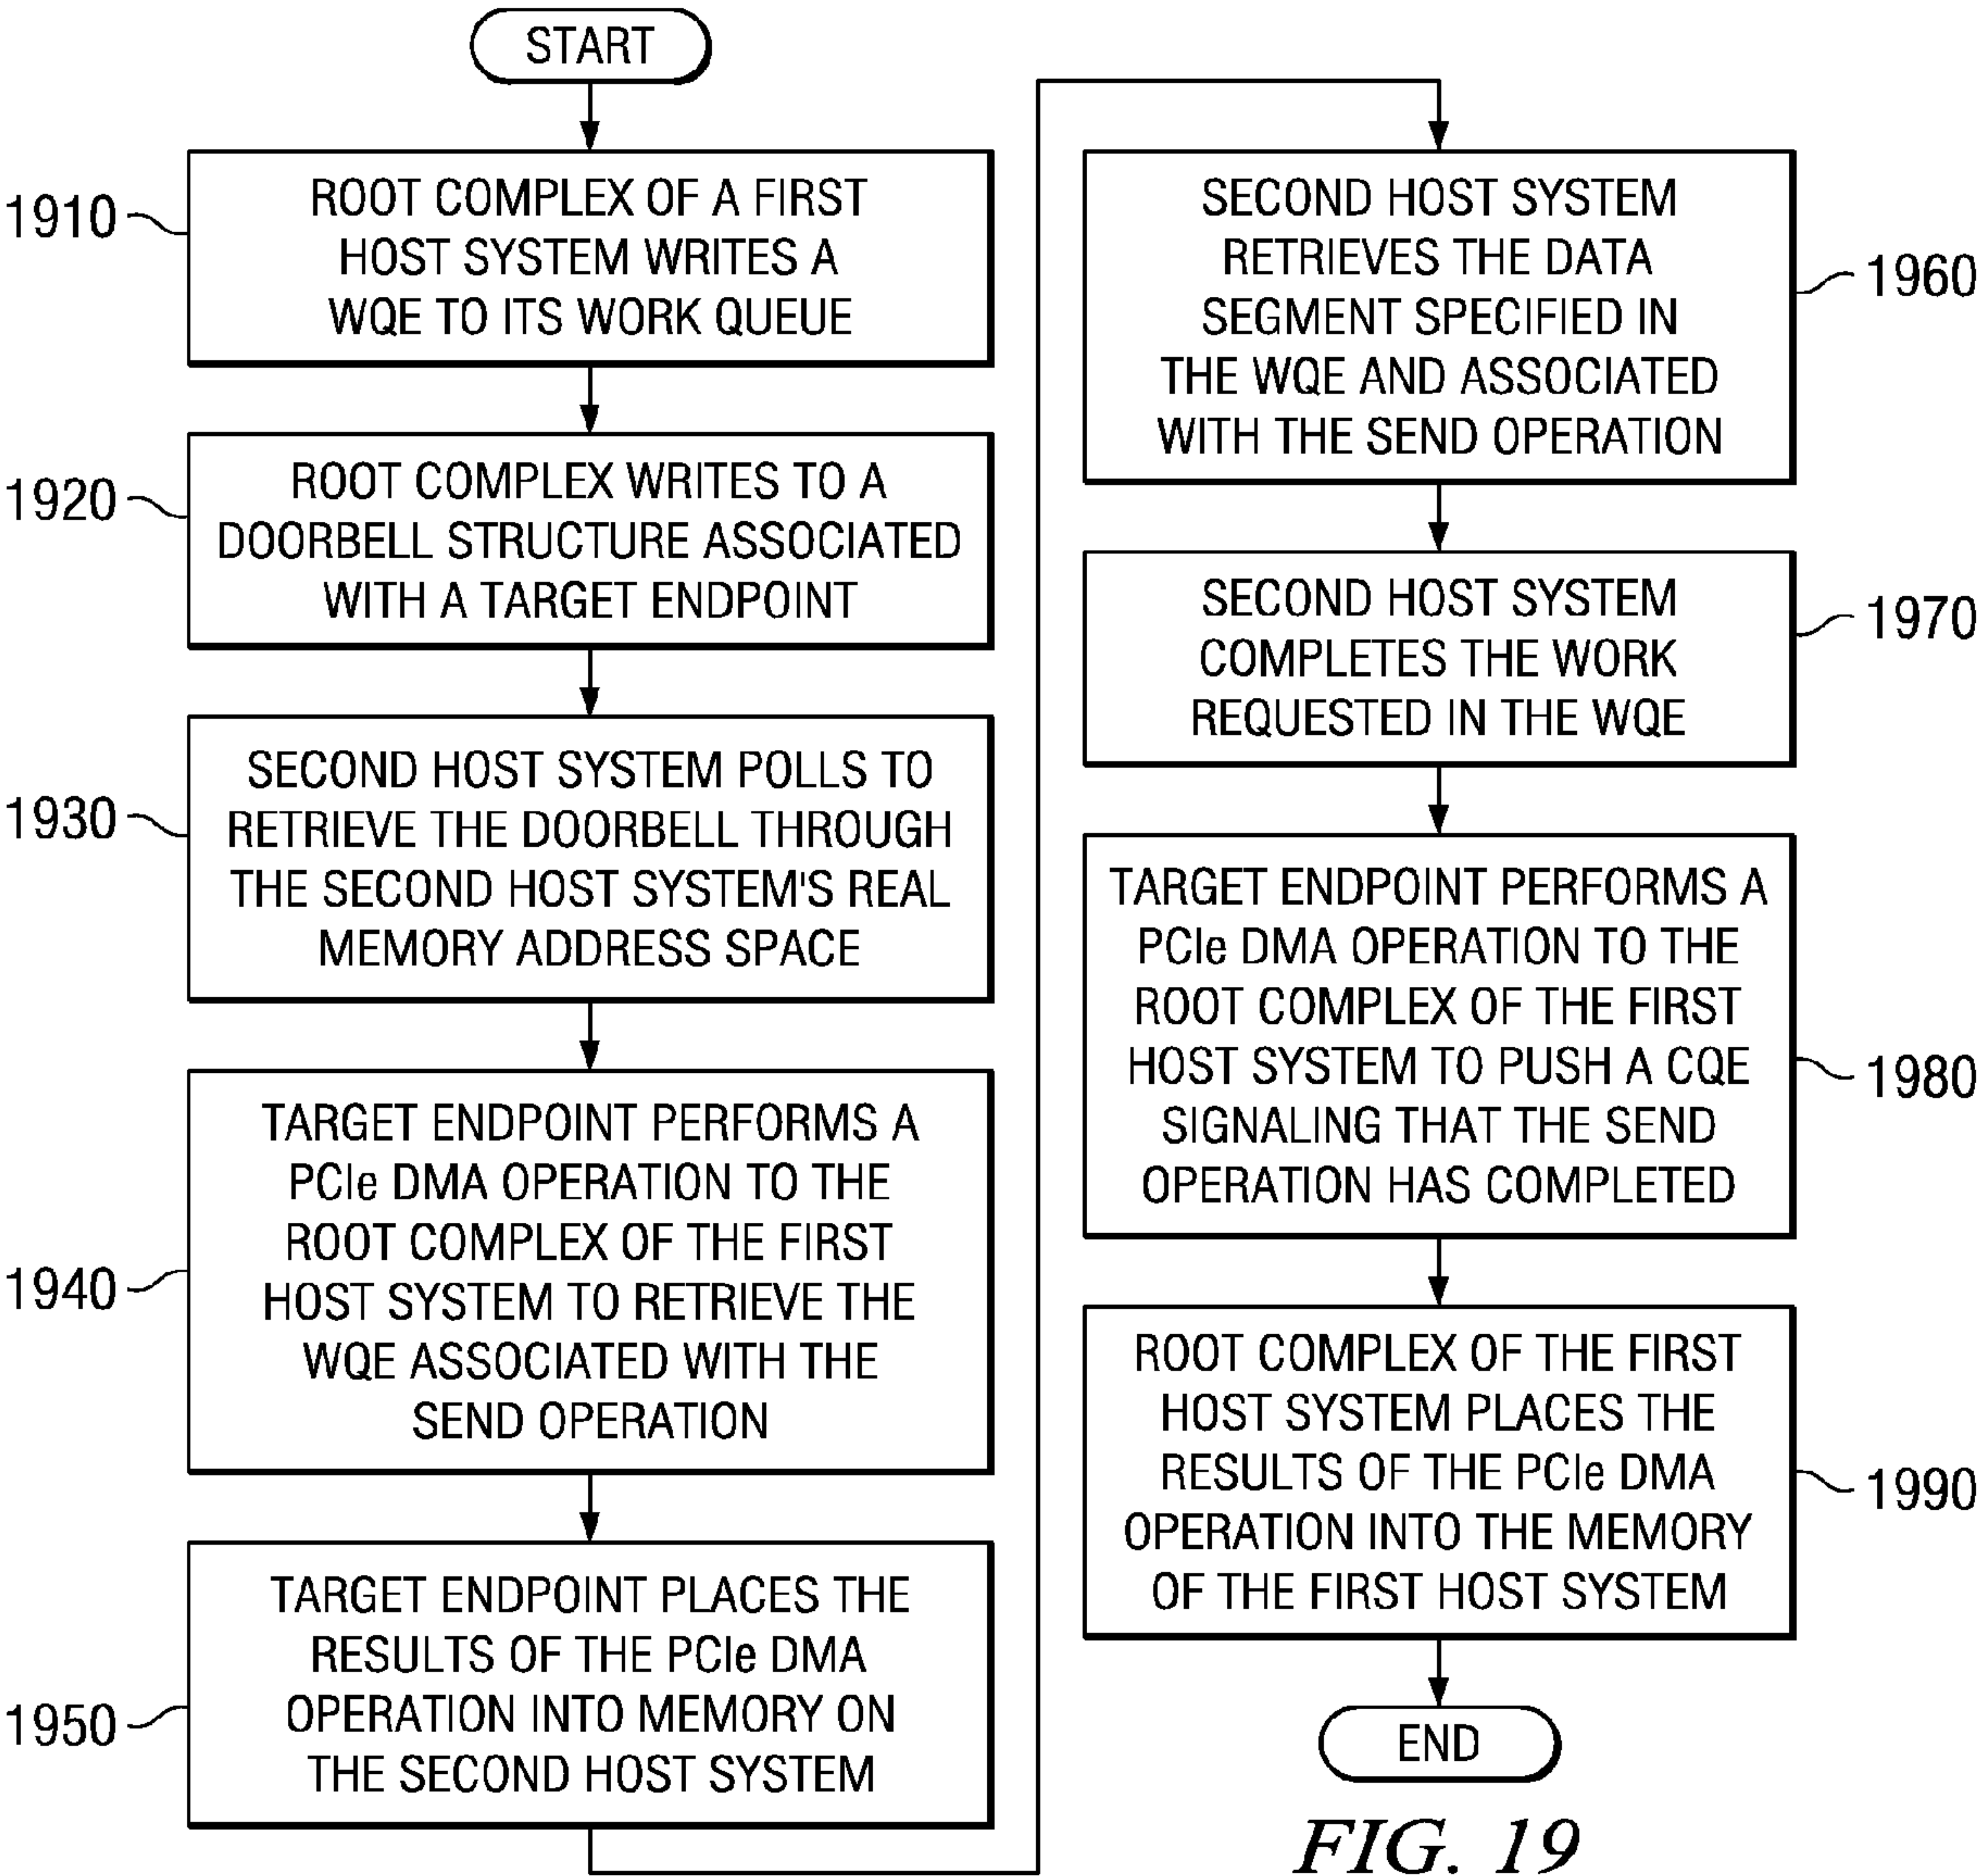 START
1910
ROOT COMPLEX OF A FIRST
HOST SYSTEM WRITES A
WQE TO ITS WORK QUEUE
1920
ROOT COMPLEX WRITES TO A
DOORBELL STRUCTURE ASSOCIATED
WITH A TARGET ENDPOINT
1930
SECOND HOST SYSTEM POLLS TO
RETRIEVE THE DOORBELL THROUGH
THE SECOND HOST SYSTEM'S REAL
MEMORY ADDRESS SPACE
1940
TARGET ENDPOINT PERFORMS A
PCIe DMA OPERATION TO THE
ROOT COMPLEX OF THE FIRST
HOST SYSTEM TO RETRIEVE THE
WQE ASSOCIATED WITH THE
SEND OPERATION
1950
TARGET ENDPOINT PLACES THE
RESULTS OF THE PCIe DMA
OPERATION INTO MEMORY ON
THE SECOND HOST SYSTEM
SECOND HOST SYSTEM
RETRIEVES THE DATA
SEGMENT SPECIFIED IN
THE WQE AND ASSOCIATED
WITH THE SEND OPERATION
1960
SECOND HOST SYSTEM
COMPLETES THE WORK
REQUESTED IN THE WQE
1970
TARGET ENDPOINT PERFORMS A
PCIe DMA OPERATION TO THE
ROOT COMPLEX OF THE FIRST
HOST SYSTEM TO PUSH A CQE
SIGNALING THAT THE SEND
OPERATION HAS COMPLETED
1980
ROOT COMPLEX OF THE FIRST
HOST SYSTEM PLACES THE
RESULTS OF THE PCIe DMA
OPERATION INTO THE MEMORY
OF THE FIRST HOST SYSTEM
1990
END
FIG. 19